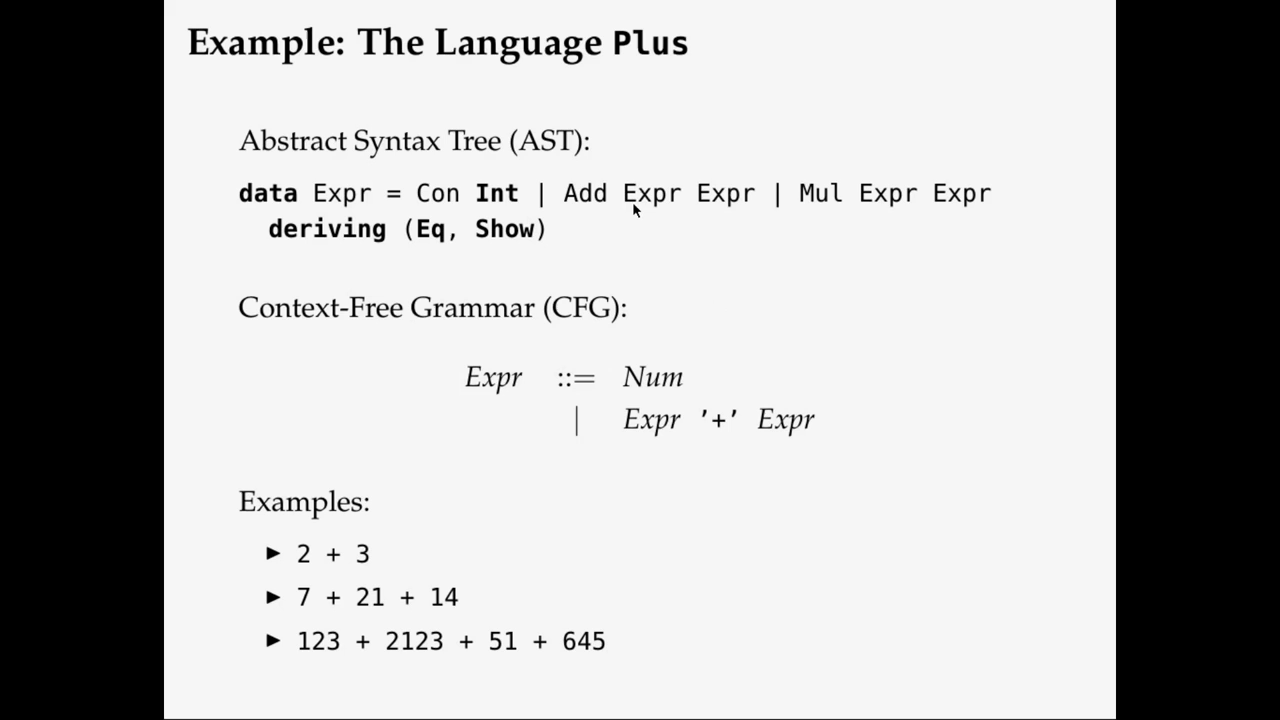 Example: The Language Plus
Abstract Syntax Tree (AST):
data Expr = Con Int | Add Expr Expr | Mul Expr Expr
deriving (Eq, Show)
Context-Free Grammar (CFG):
Expr ::= Num
| Expr ’+’ Expr
Examples:
▶ 2 + 3
▶ 7 + 21 + 14
▶ 123 + 2123 + 51 + 645